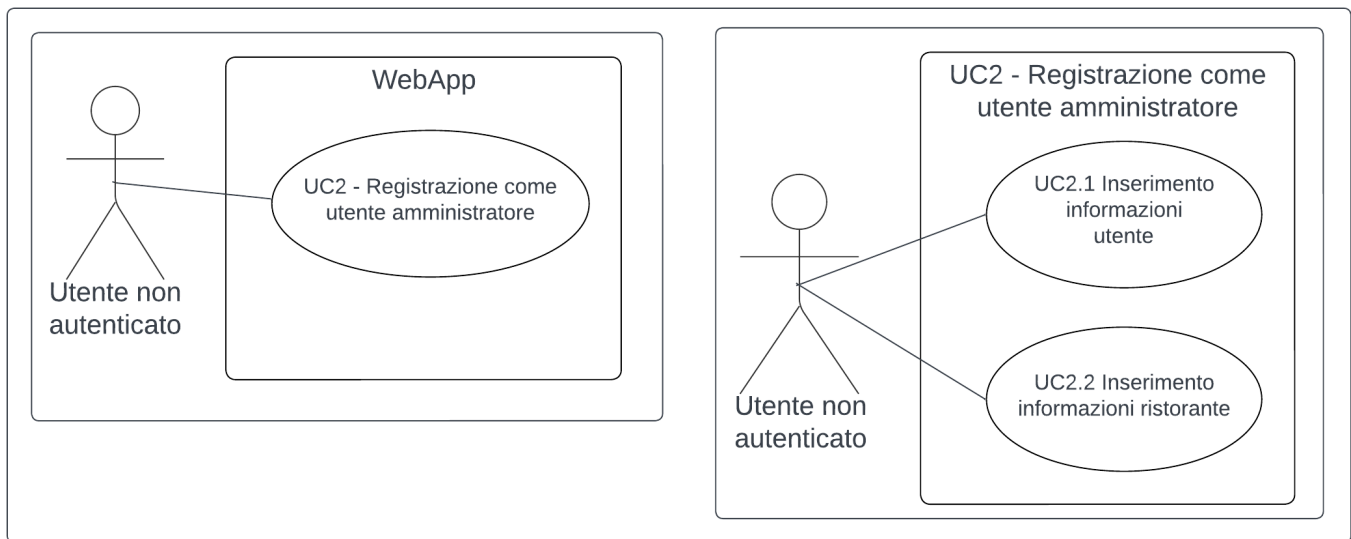 WebApp
UC2 - Registrazione come
utente amministratore
Utente non
autenticato
UC2 - Registrazione come
utente amministratore
UC2.1 Inserimento
informazioni
utente
UC2.2 Inserimento
informazioni ristorante
Utente non
autenticato